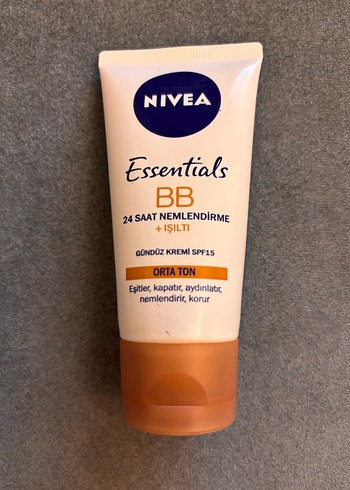 NIVEA
Essentials
BB
24 SAAT NEMLENDİRME
+ IŞILTI
GÜNDÜZ KREMİ SPF15
ORTA TON
Eşitler, kapatır, aydınlatır,
nemlendirir, korur